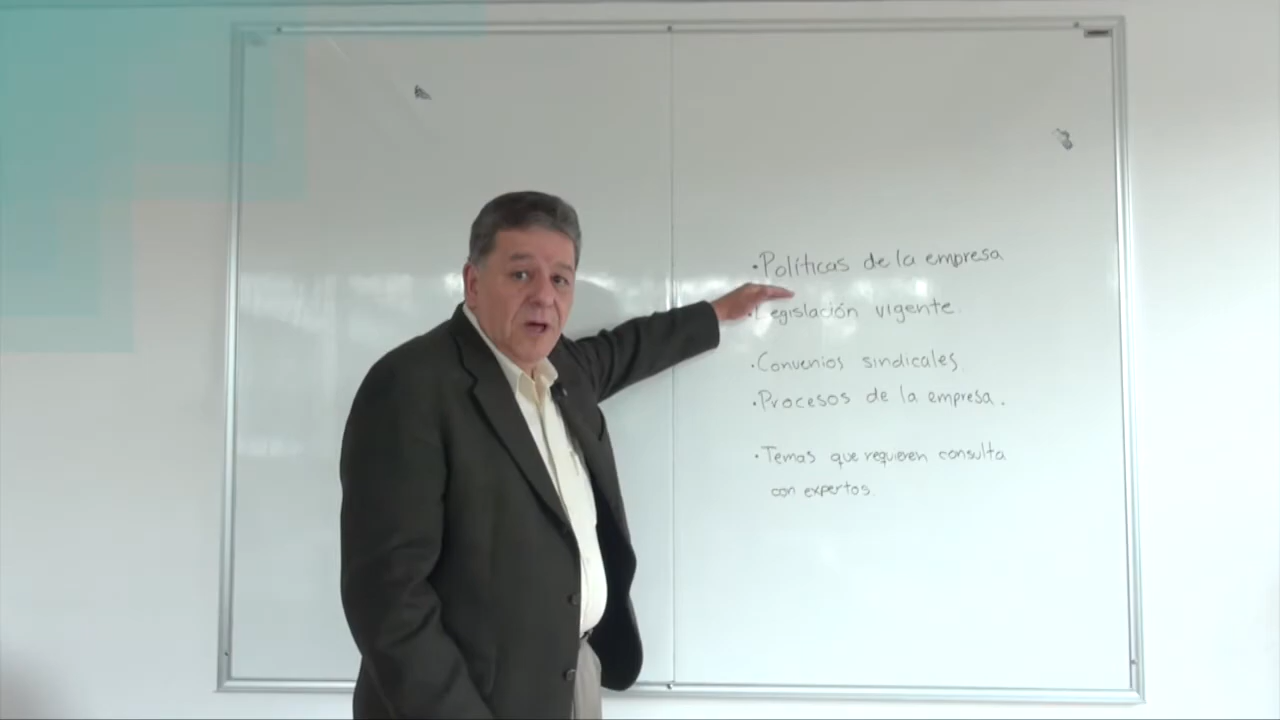 ·Políticas de la empresa
·Legislación vigente.
·Convenios sindicales
·Procesos de la empresa.
·Temas que requieren consulta
con expertos.